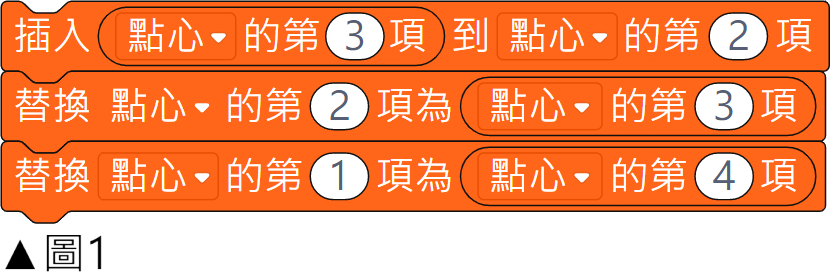 插入 點心 的第 3 項 到 點心 的第 2 項
替換 點心 的第 2 項為 點心 的第 3 項
替換 點心 的第 1 項為 點心 的第 4 項
▲圖1